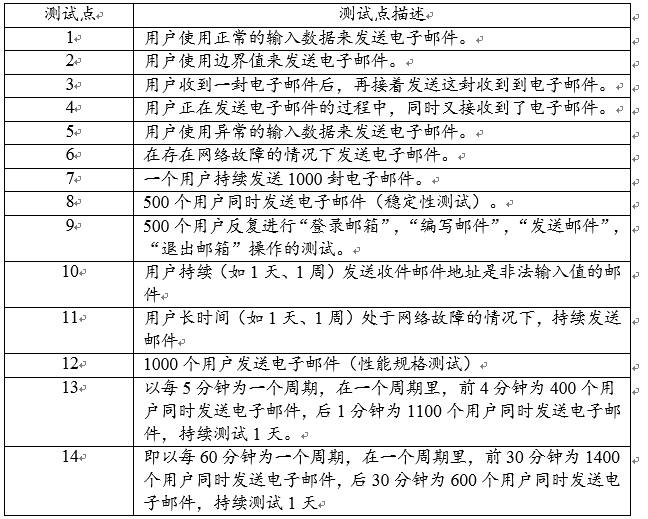 测试点 测试点描述
1 用户使用正常的输入数据来发送电子邮件。
2 用户使用边界值来发送电子邮件。
3 用户收到一封电子邮件后，再接着发送这封收到到电子邮件。
4 用户正在发送电子邮件的过程中，同时又接收到了电子邮件。
5 用户使用异常的输入数据来发送电子邮件。
6 在存在网络故障的情况下发送电子邮件。
7 一个用户持续发送1000封电子邮件。
8 500个用户同时发送电子邮件（稳定性测试）。
9 500个用户反复进行“登录邮箱”，“编写邮件”，“发送邮件”，
“退出邮箱”操作的测试。
10 用户持续（如1天、1周）发送收件邮件地址是非法输入值的邮
件
11 用户长时间（如1天、1周）处于网络故障的情况下，持续发送
邮件
12 1000个用户发送电子邮件（性能规格测试）
13 以每5分钟为一个周期，在一个周期里，前4分钟为400个用
户同时发送电子邮件，后1分钟为1100个用户同时发送电子邮
件，持续测试1天。
14 即以每60分钟为一个周期，在一个周期里，前30分钟为1400
个用户同时发送电子邮件，后30分钟为600个用户同时发送电
子邮件，持续测试1天